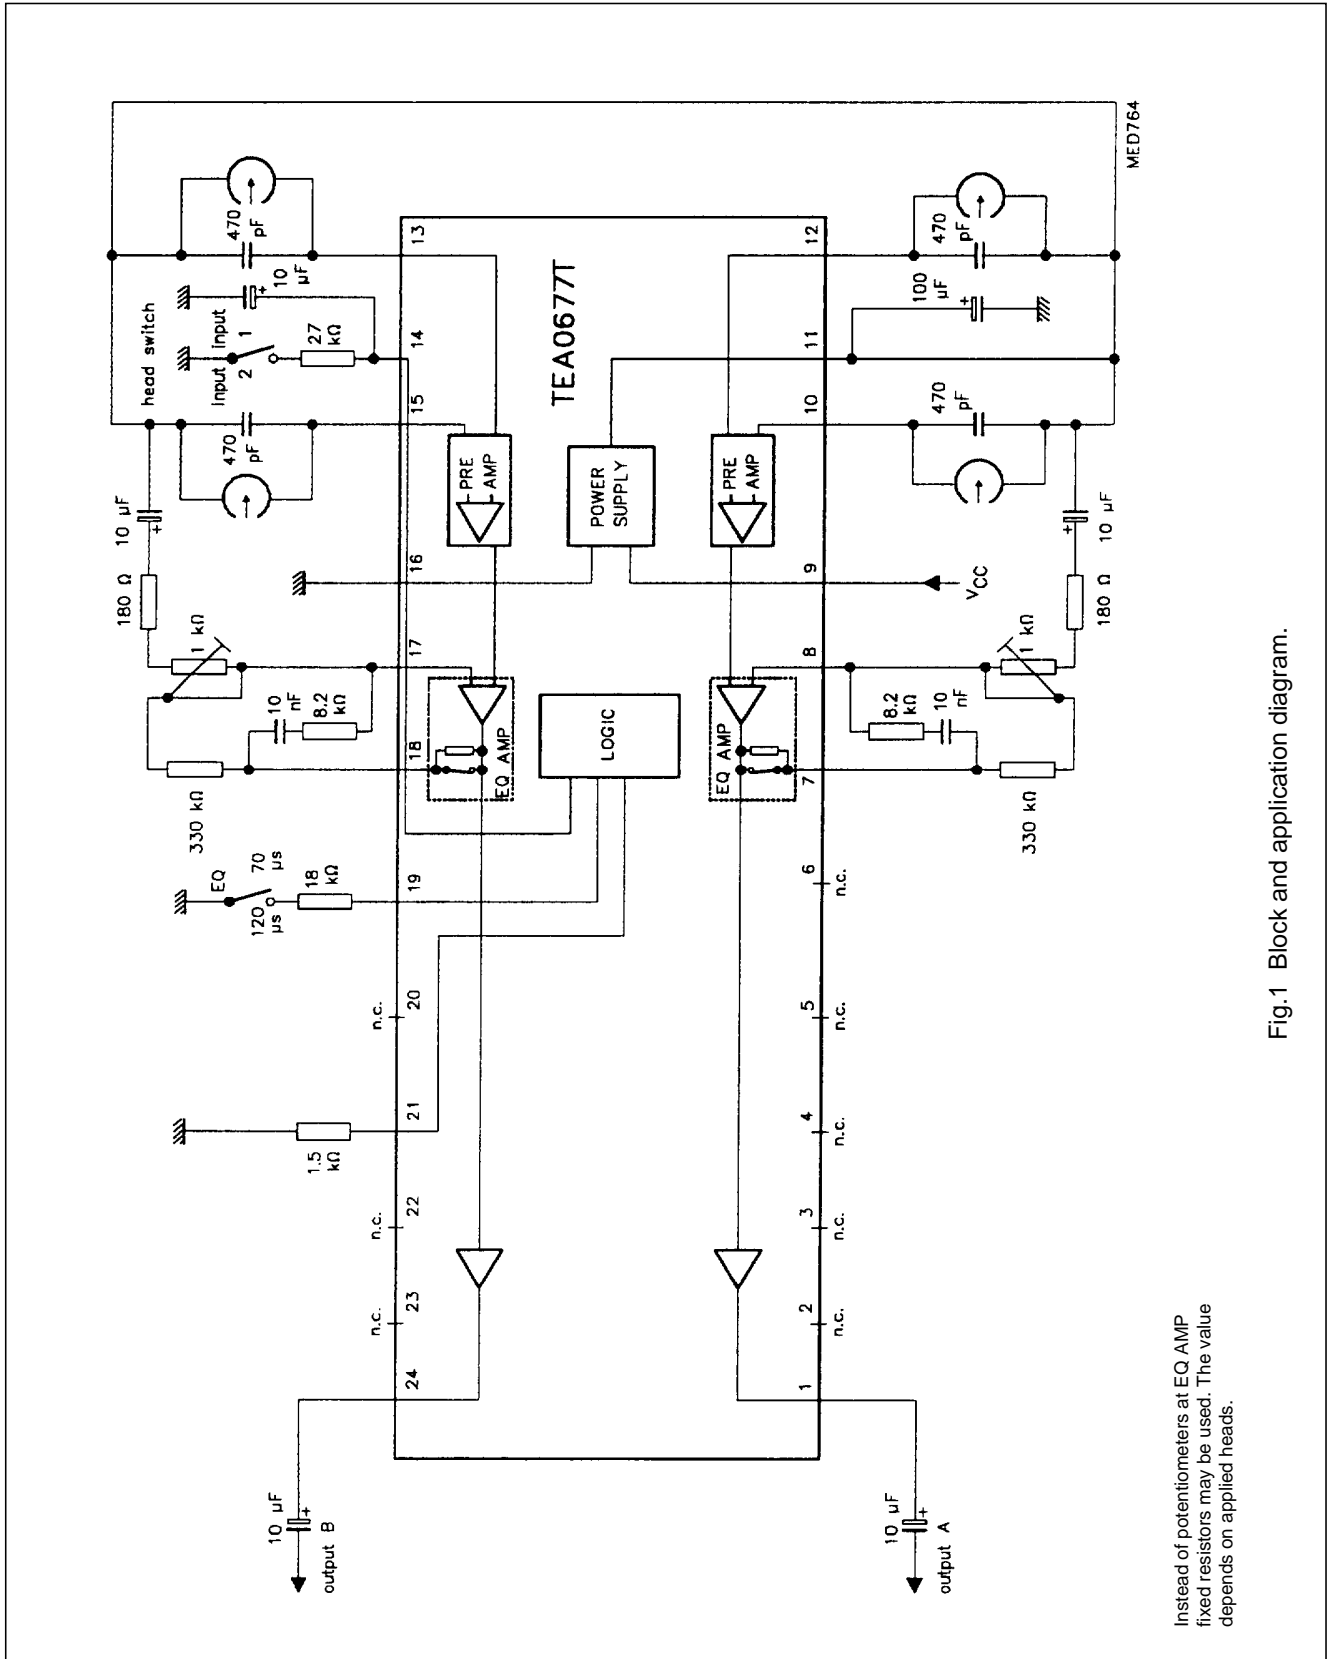 180 Ω
10 µF
head switch
330 kΩ
1 kΩ
EQ
input
input
120 µs
70 µs
2
1
470 pF
470 pF
10 µF
output B
1.5 kΩ
18 kΩ
8.2 kΩ
10 nF
27 kΩ
10 µF
n.c.
n.c.
n.c.
24
23
22
21
20
19
18
17
16
15
14
13
EQ AMP
PRE AMP
TEA0677T
LOGIC
POWER SUPPLY
EQ AMP
PRE AMP
1
2
3
4
5
6
7
8
9
10
11
12
n.c.
n.c.
n.c.
n.c.
n.c.
10 µF
output A
8.2 kΩ
10 nF
VCC
470 pF
100 µF
470 pF
330 kΩ
1 kΩ
180 Ω
10 µF
MED764
Instead of potentiometers at EQ AMP
fixed resistors may be used. The value
depends on applied heads.
Fig.1 Block and application diagram.